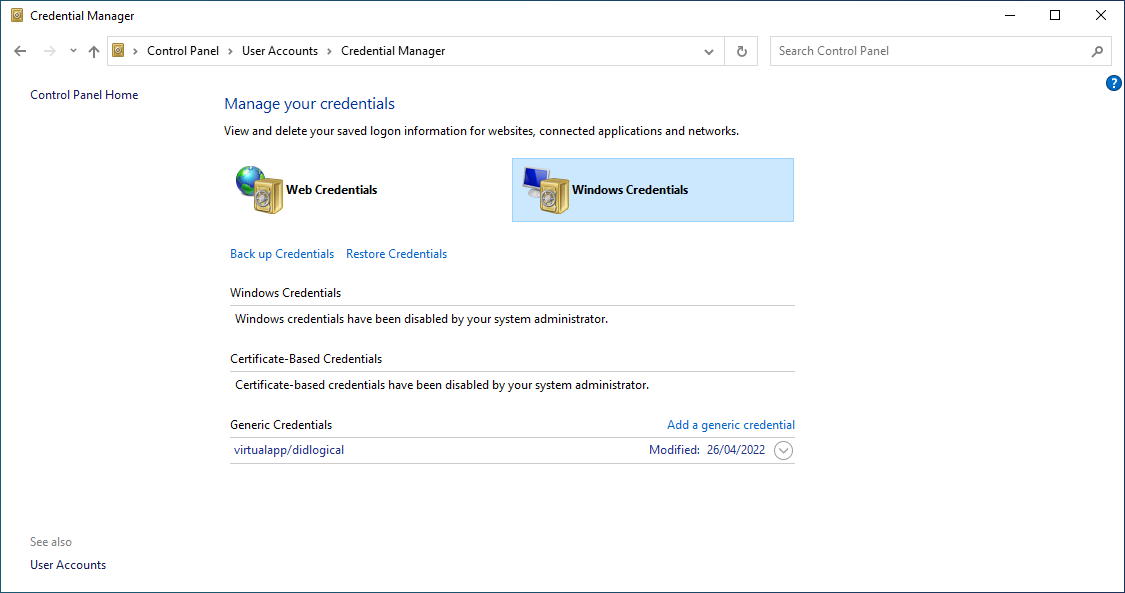 Credential Manager
Control Panel > User Accounts > Credential Manager
Search Control Panel
?
Control Panel Home
Manage your credentials
View and delete your saved logon information for websites, connected applications and networks.
Web Credentials
Windows Credentials
Back up Credentials
Restore Credentials
Windows Credentials
Windows credentials have been disabled by your system administrator.
Certificate-Based Credentials
Certificate-based credentials have been disabled by your system administrator.
Generic Credentials
Add a generic credential
virtualapp/didlogical
Modified: 26/04/2022
See also
User Accounts